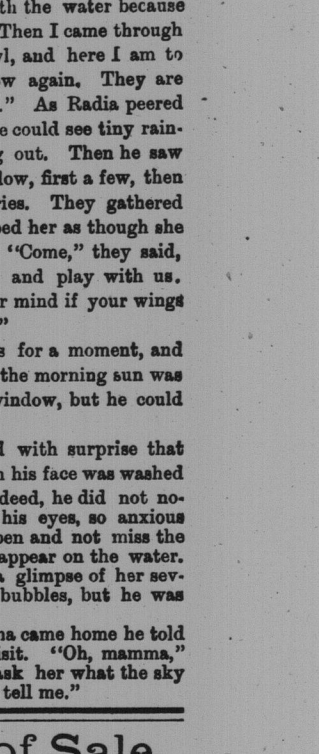 th the water because
Then I came through
l, and here I am to
w again. They are
." As Radia peered
e could see tiny rain-
g out. Then he saw
low, first a few, then
ries. They gathered
ed her as though she
"Come," they said,
and play with us.
r mind if your wings
"
s for a moment, and
the morning sun was
window, but he could
d with surprise that
n his face was washed
deed, he did not no-
his eyes, so anxious
pen and not miss the
appear on the water.
a glimpse of her sev-
bubbles, but he was
na came home he told
isit. "Oh, mamma,"
ask her what the sky
tell me."
of Sale